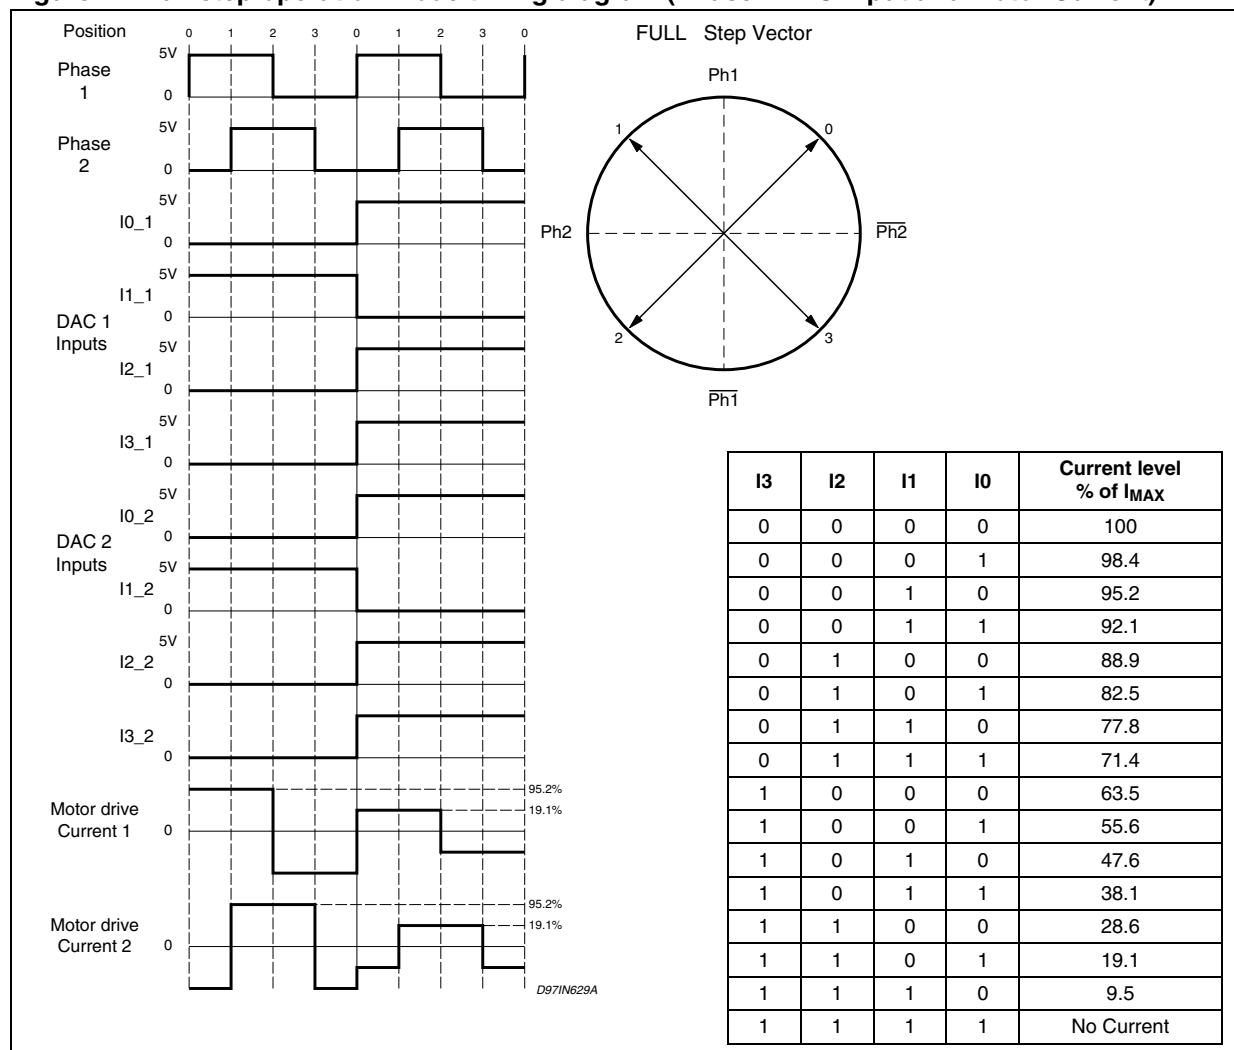 Position 0 1 2 3 0 1 2 3 0
FULL Step Vector
Phase 1
5V
0
Phase 2
5V
0
I0_1
5V
0
DAC 1 Inputs
I1_1
5V
0
I2_1
5V
0
I3_1
5V
0
DAC 2 Inputs
I0_2
5V
0
I1_2
5V
0
I2_2
5V
0
I3_2
0
Motor drive Current 1
0
95.2%
19.1%
Motor drive Current 2
0
95.2%
19.1%
D97IN629A
Ph1
1
0
Ph2
Ph2
2
3
Ph1
I3 I2 I1 I0 Current level % of IMAX
0 0 0 0 100
0 0 0 1 98.4
0 0 1 0 95.2
0 0 1 1 92.1
0 1 0 0 88.9
0 1 0 1 82.5
0 1 1 0 77.8
0 1 1 1 71.4
1 0 0 0 63.5
1 0 0 1 55.6
1 0 1 0 47.6
1 0 1 1 38.1
1 1 0 0 28.6
1 1 0 1 19.1
1 1 1 0 9.5
1 1 1 1 No Current